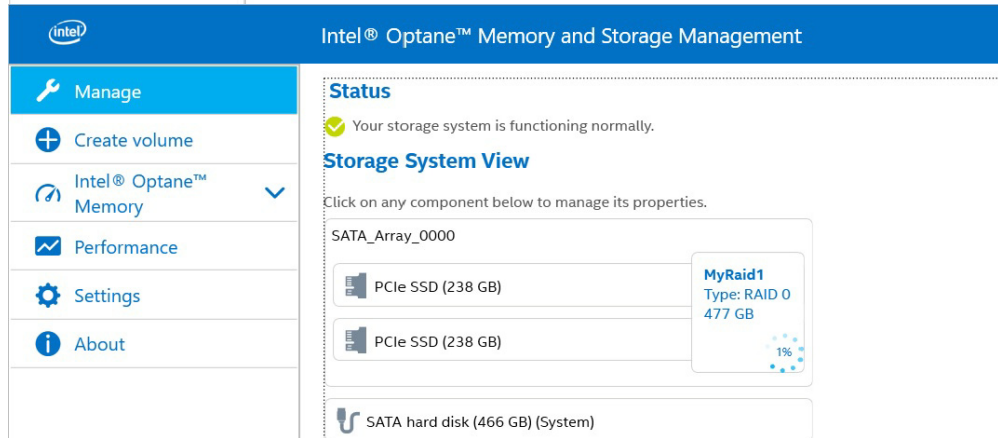 intel
Intel® Optane™ Memory and Storage Management
Manage
Create volume
Intel® Optane™
Memory
Performance
Settings
About
Status
Your storage system is functioning normally.
Storage System View
Click on any component below to manage its properties.
SATA_Array_0000
PCIe SSD (238 GB)
PCIe SSD (238 GB)
MyRaid1
Type: RAID 0
477 GB
1%
SATA hard disk (466 GB) (System)